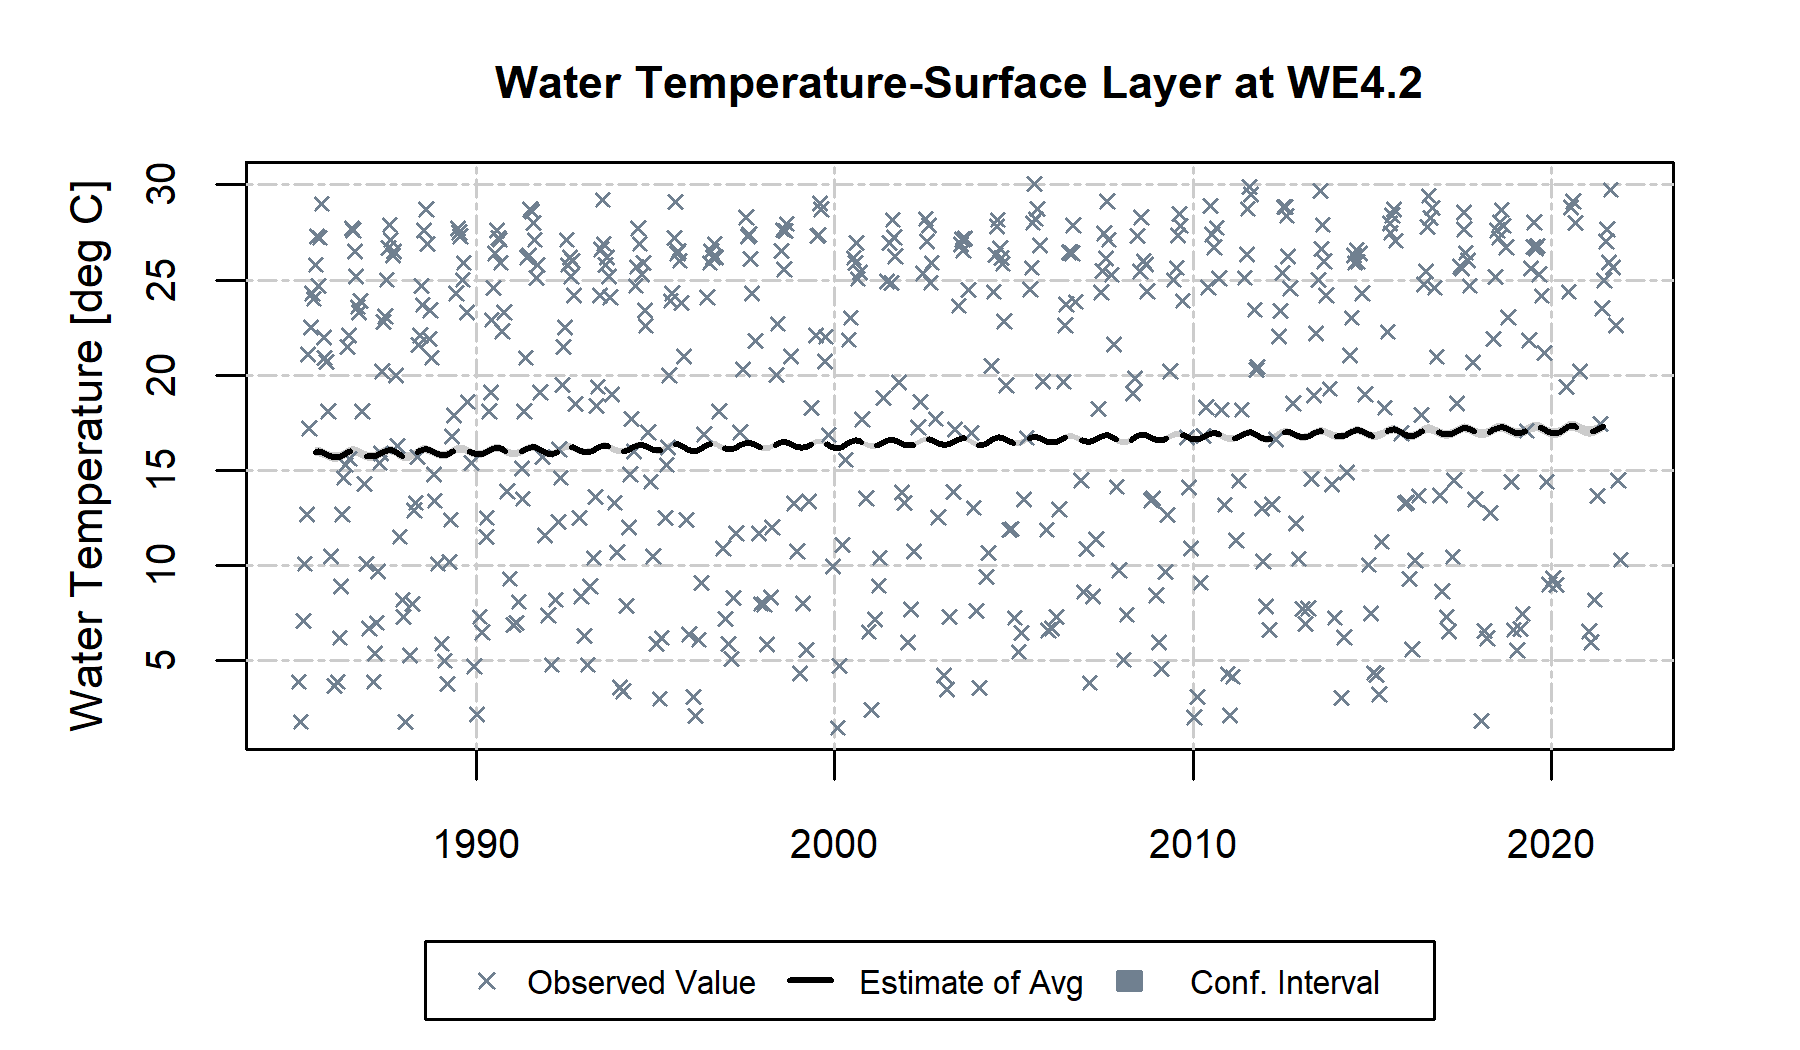 Water Temperature-Surface Layer at WE4.2
Water Temperature [deg C]
30
25
20
15
10
5
1990 2000 2010 2020
Observed Value Estimate of Avg Conf. Interval